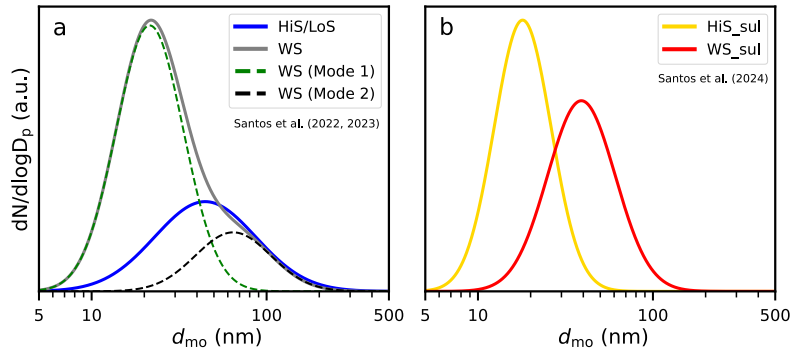 a
HiS/LoS
WS
WS (Mode 1)
WS (Mode 2)
Santos et al. (2022, 2023)
dN/dlogDp (a.u.)
5
10
100
500
dmo (nm)
b
HiS_sul
WS_sul
Santos et al. (2024)
5
10
100
500
dmo (nm)